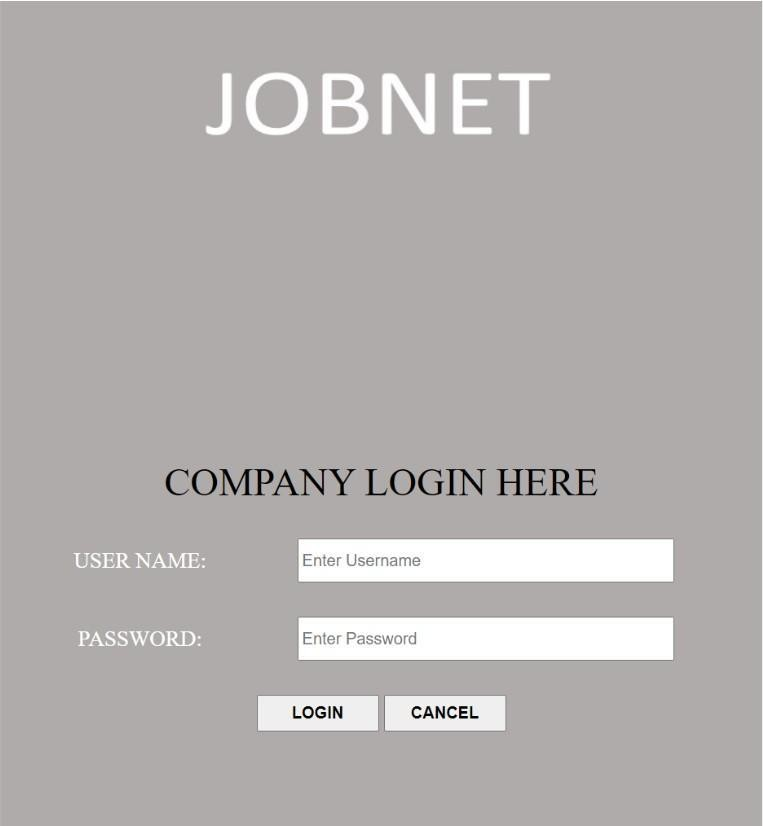 JOBNET
COMPANY LOGIN HERE
USER NAME: Enter Username
PASSWORD: Enter Password
LOGIN CANCEL